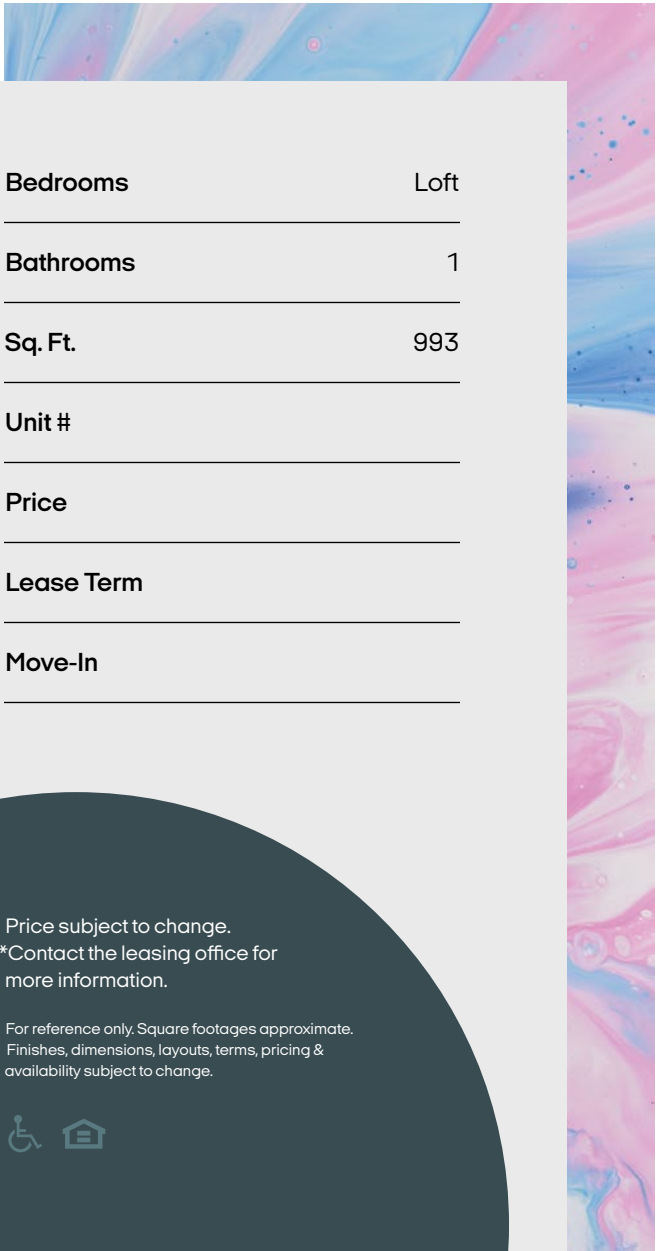 Bedrooms Loft
Bathrooms 1
Sq. Ft. 993
Unit #
Price
Lease Term
Move-In
Price subject to change.
*Contact the leasing office for
more information.
For reference only. Square footages approximate.
Finishes, dimensions, layouts, terms, pricing &
availability subject to change.